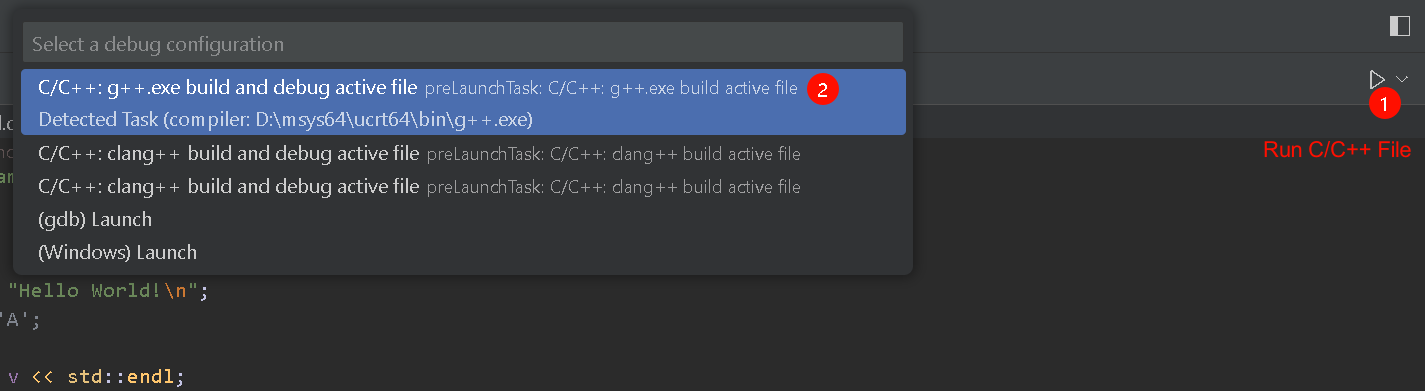 Select a debug configuration
C/C++: g++.exe build and debug active file preLaunchTask: C/C++: g++.exe build active file 2
Detected Task (compiler: D:\msys64\ucrt64\bin\g++.exe)
1
C/C++: clang++ build and debug active file preLaunchTask: C/C++: clang++ build active file
Run C/C++ File
C/C++: clang++ build and debug active file preLaunchTask: C/C++: clang++ build active file
(gdb) Launch
(Windows) Launch
"Hello World!\n";
'A';
v << std::endl;